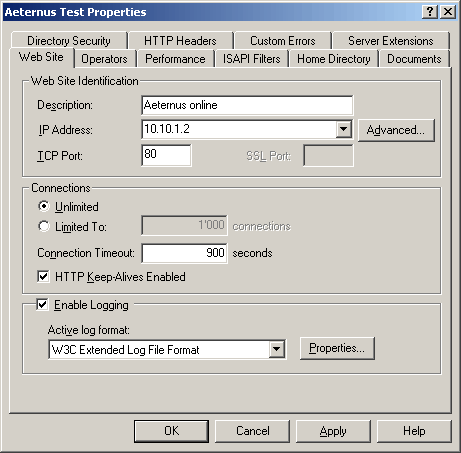 Aeternus Test Properties
Directory Security HTTP Headers Custom Errors Server Extensions
Web Site Operators Performance ISAPI Filters Home Directory Documents
Web Site Identification
Description: Aeternus online
IP Address: 10.10.1.2 Advanced...
TCP Port: 80 SSL Port:
Connections
Unlimited
Limited To: 1'000 connections
Connection Timeout: 900 seconds
HTTP Keep-Alives Enabled
Enable Logging
Active log format:
W3C Extended Log File Format Properties...
OK Cancel Apply Help